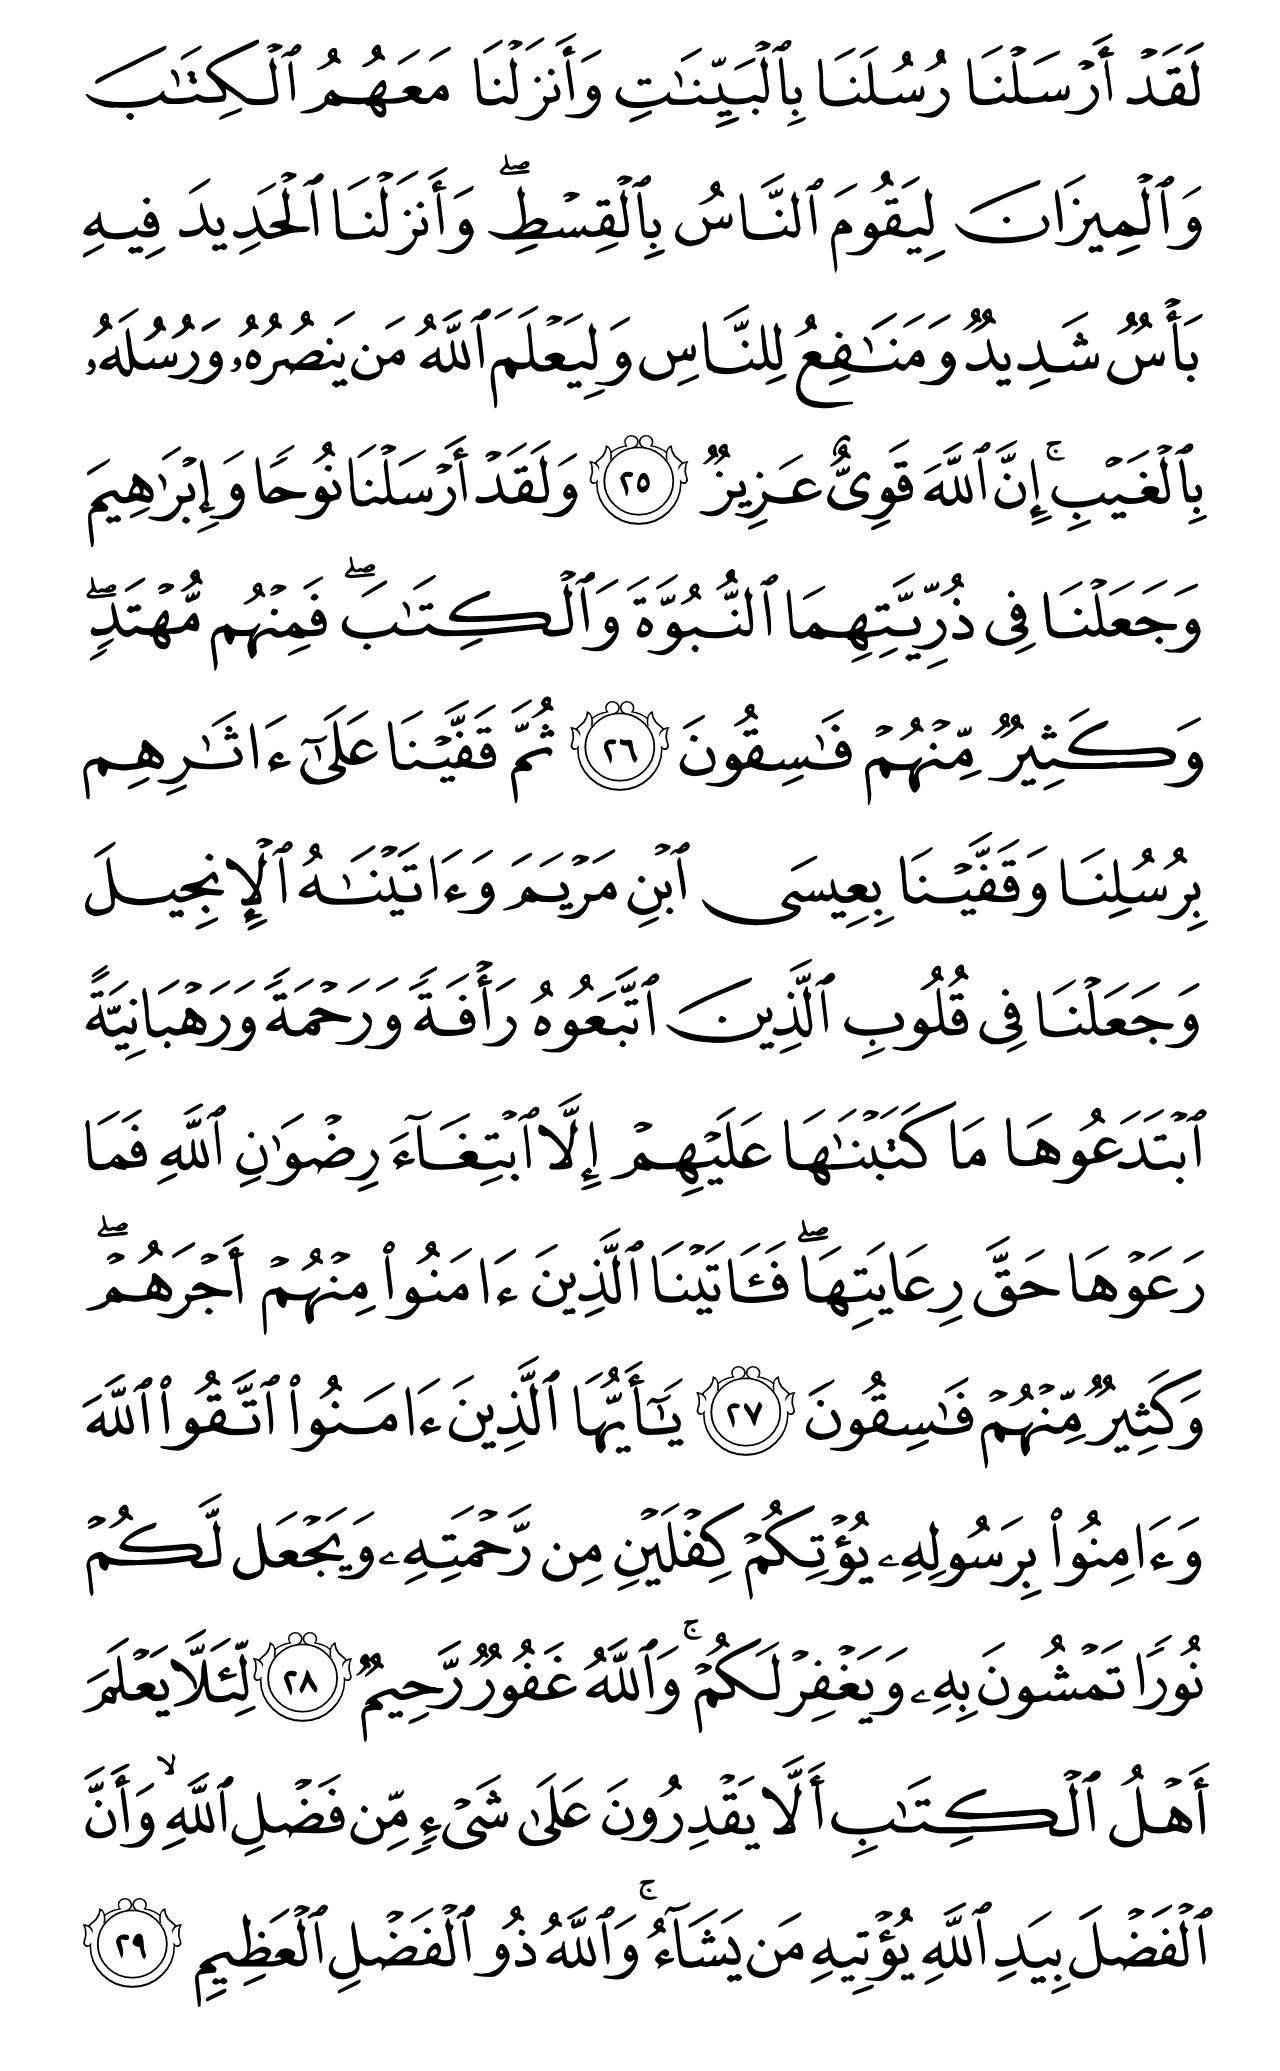 لَقَدۡ أَرۡسَلۡنَا رُسُلَنَا بِٱلۡبَيِّنَٰتِ وَأَنزَلۡنَا مَعَهُمُ ٱلۡكِتَٰبَ
وَٱلۡمِيزَانَ لِيَقُومَ ٱلنَّاسُ بِٱلۡقِسۡطِۖ وَأَنزَلۡنَا ٱلۡحَدِيدَ فِيهِ
بَأۡسٞ شَدِيدٞ وَمَنَٰفِعُ لِلنَّاسِ وَلِيَعۡلَمَ ٱللَّهُ مَن يَنصُرُهُۥ وَرُسُلَهُۥ
بِٱلۡغَيۡبِۚ إِنَّ ٱللَّهَ قَوِيٌّ عَزِيزٞ ٢٥ وَلَقَدۡ أَرۡسَلۡنَا نُوحٗا وَإِبۡرَٰهِيمَ
وَجَعَلۡنَا فِي ذُرِّيَّتِهِمَا ٱلنُّبُوَّةَ وَٱلۡكِتَٰبَۖ فَمِنۡهُم مُّهۡتَدٖۖ
وَكَثِيرٞ مِّنۡهُمۡ فَٰسِقُونَ ٢٦ ثُمَّ قَفَّيۡنَا عَلَىٰٓ ءَاثَٰرِهِم
بِرُسُلِنَا وَقَفَّيۡنَا بِعِيسَى ٱبۡنِ مَرۡيَمَ وَءَاتَيۡنَٰهُ ٱلۡإِنجِيلَ
وَجَعَلۡنَا فِي قُلُوبِ ٱلَّذِينَ ٱتَّبَعُوهُ رَأۡفَةٗ وَرَحۡمَةٗ وَرَهۡبَانِيَّةً
ٱبۡتَدَعُوهَا مَا كَتَبۡنَٰهَا عَلَيۡهِمۡ إِلَّا ٱبۡتِغَآءَ رِضۡوَٰنِ ٱللَّهِ فَمَا
رَعَوۡهَا حَقَّ رِعَايَتِهَاۖ فَـَٔاتَيۡنَا ٱلَّذِينَ ءَامَنُواْ مِنۡهُمۡ أَجۡرَهُمۡۖ
وَكَثِيرٞ مِّنۡهُمۡ فَٰسِقُونَ ٢٧ يَٰٓأَيُّهَا ٱلَّذِينَ ءَامَنُواْ ٱتَّقُواْ ٱللَّهَ
وَءَامِنُواْ بِرَسُولِهِۦ يُؤۡتِكُمۡ كِفۡلَيۡنِ مِن رَّحۡمَتِهِۦ وَيَجۡعَل لَّكُمۡ
نُورٗا تَمۡشُونَ بِهِۦ وَيَغۡفِرۡ لَكُمۡۚ وَٱللَّهُ غَفُورٞ رَّحِيمٞ ٢٨ لِّئَلَّا يَعۡلَمَ
أَهۡلُ ٱلۡكِتَٰبِ أَلَّا يَقۡدِرُونَ عَلَىٰ شَيۡءٖ مِّن فَضۡلِ ٱللَّهِ ۙ وَأَنَّ
ٱلۡفَضۡلَ بِيَدِ ٱللَّهِ يُؤۡتِيهِ مَن يَشَآءُۚ وَٱللَّهُ ذُو ٱلۡفَضۡلِ ٱلۡعَظِيمِ ٢٩